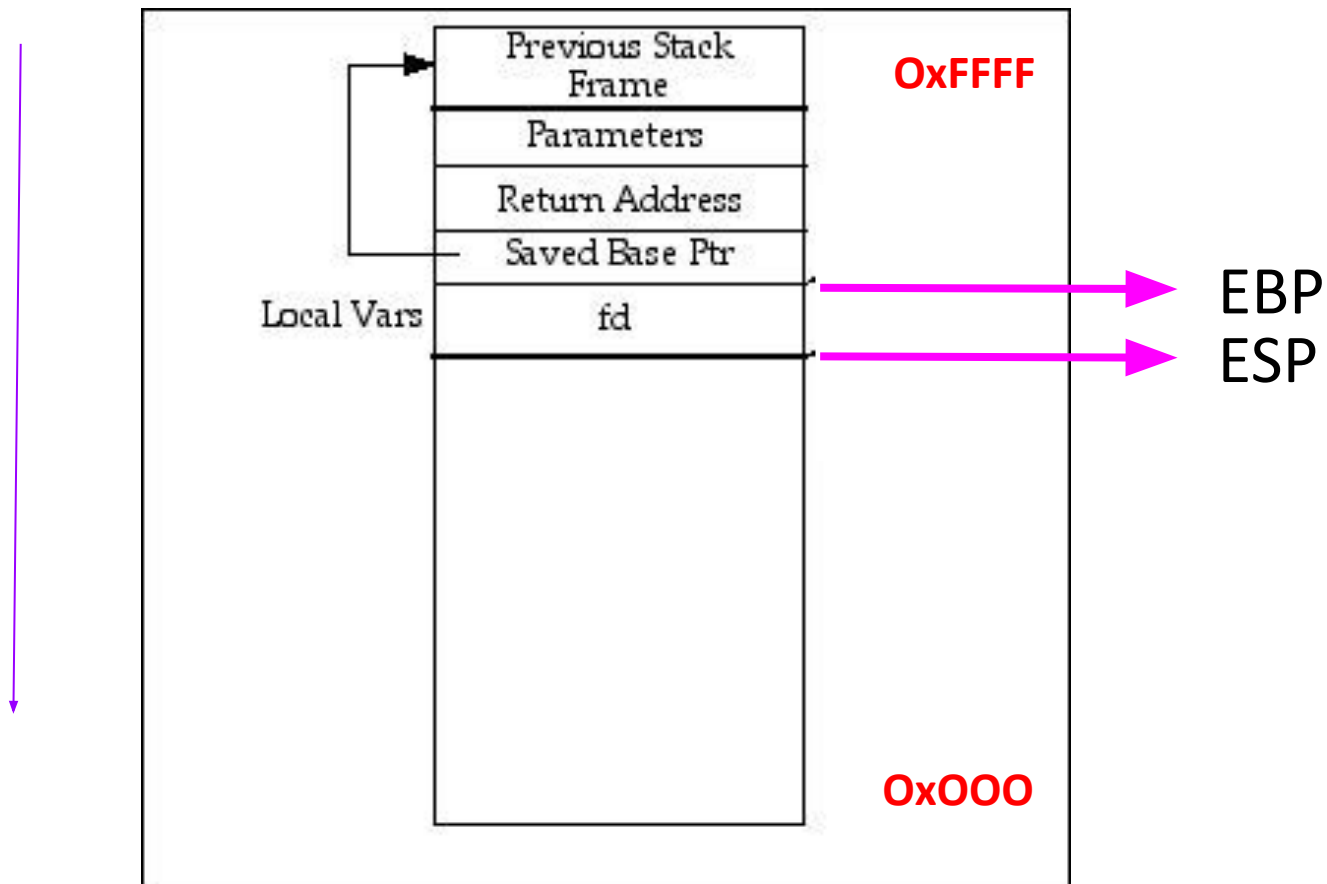 Previous Stack
Frame
OxFFFF
Parameters
Return Address
Saved Base Ptr
EBP
Local Vars
fd
ESP
OxOOO